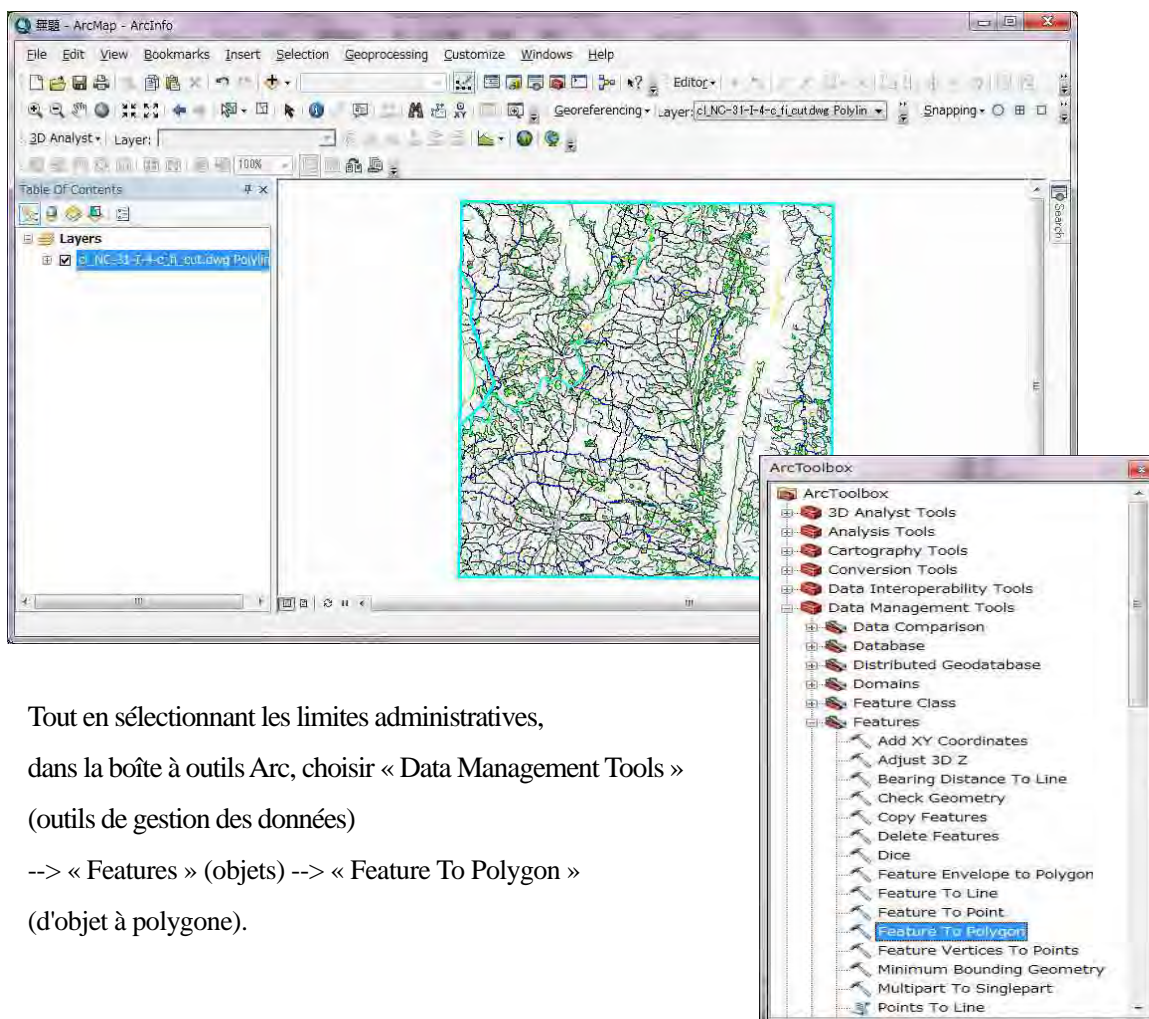 無題 - ArcMap - ArcInfo
File Edit View Bookmarks Insert Selection Geoprocessing Customize Windows Help
Editor
Georeferencing Layer: cl_NC-31-I-4-c_fi_cut.dwg Polylin Snapping
3D Analyst Layer:
100%
Table Of Contents
Search
Layers
cl_NC-31-I-4-c_fi_cut.dwg Polylin
ArcToolbox
ArcToolbox
3D Analyst Tools
Analysis Tools
Cartography Tools
Conversion Tools
Data Interoperability Tools
Data Management Tools
Data Comparison
Database
Distributed Geodatabase
Domains
Feature Class
Features
Add XY Coordinates
Adjust 3D Z
Bearing Distance To Line
Check Geometry
Copy Features
Delete Features
Dice
Feature Envelope to Polygon
Feature To Line
Feature To Point
Feature To Polygon
Feature Vertices To Points
Minimum Bounding Geometry
Multipart To Singlepart
Points To Line
Tout en sélectionnant les limites administratives,
dans la boîte à outils Arc, choisir « Data Management Tools »
(outils de gestion des données)
--> « Features » (objets) --> « Feature To Polygon »
(d'objet à polygone).